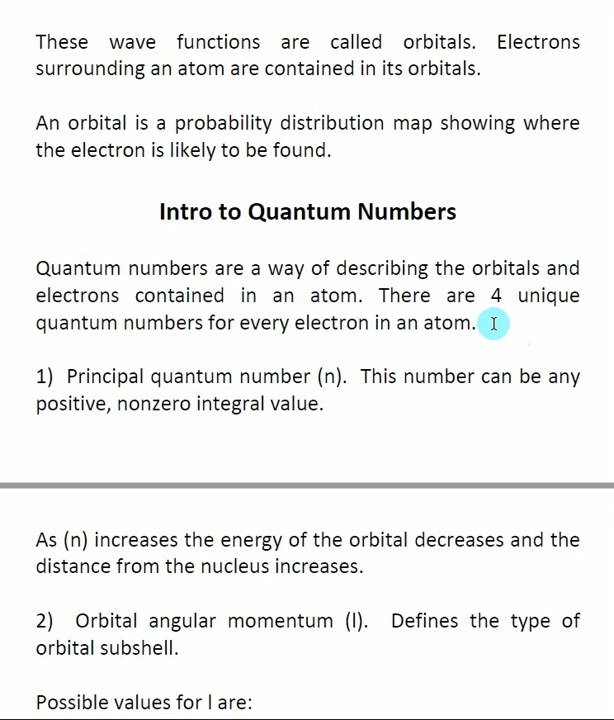 These wave functions are called orbitals. Electrons
surrounding an atom are contained in its orbitals.
An orbital is a probability distribution map showing where
the electron is likely to be found.
Intro to Quantum Numbers
Quantum numbers are a way of describing the orbitals and
electrons contained in an atom. There are 4 unique
quantum numbers for every electron in an atom.
1) Principal quantum number (n). This number can be any
positive, nonzero integral value.
As (n) increases the energy of the orbital decreases and the
distance from the nucleus increases.
2) Orbital angular momentum (l). Defines the type of
orbital subshell.
Possible values for l are: